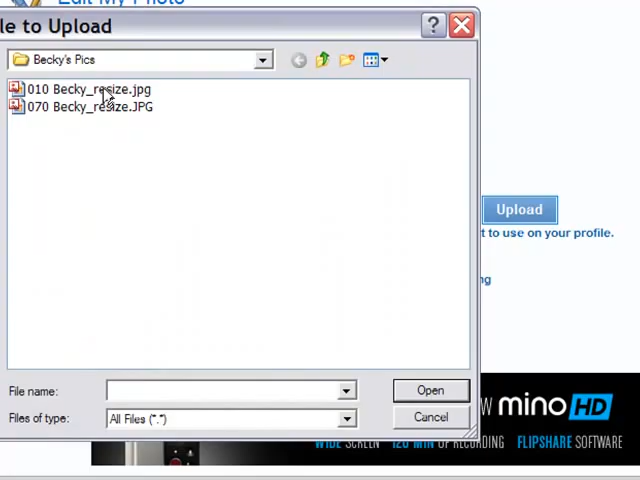 Edit My Photo
le to Upload
Becky's Pics
010 Becky_resize.jpg
070 Becky_resize.JPG
Upload
t to use on your profile.
ng
File name:
Open
Files of type:
All Files (*.*)
Cancel
W mino HD
WIDE SCREEN 120 MIN OF RECORDING FLIPSHARE SOFTWARE